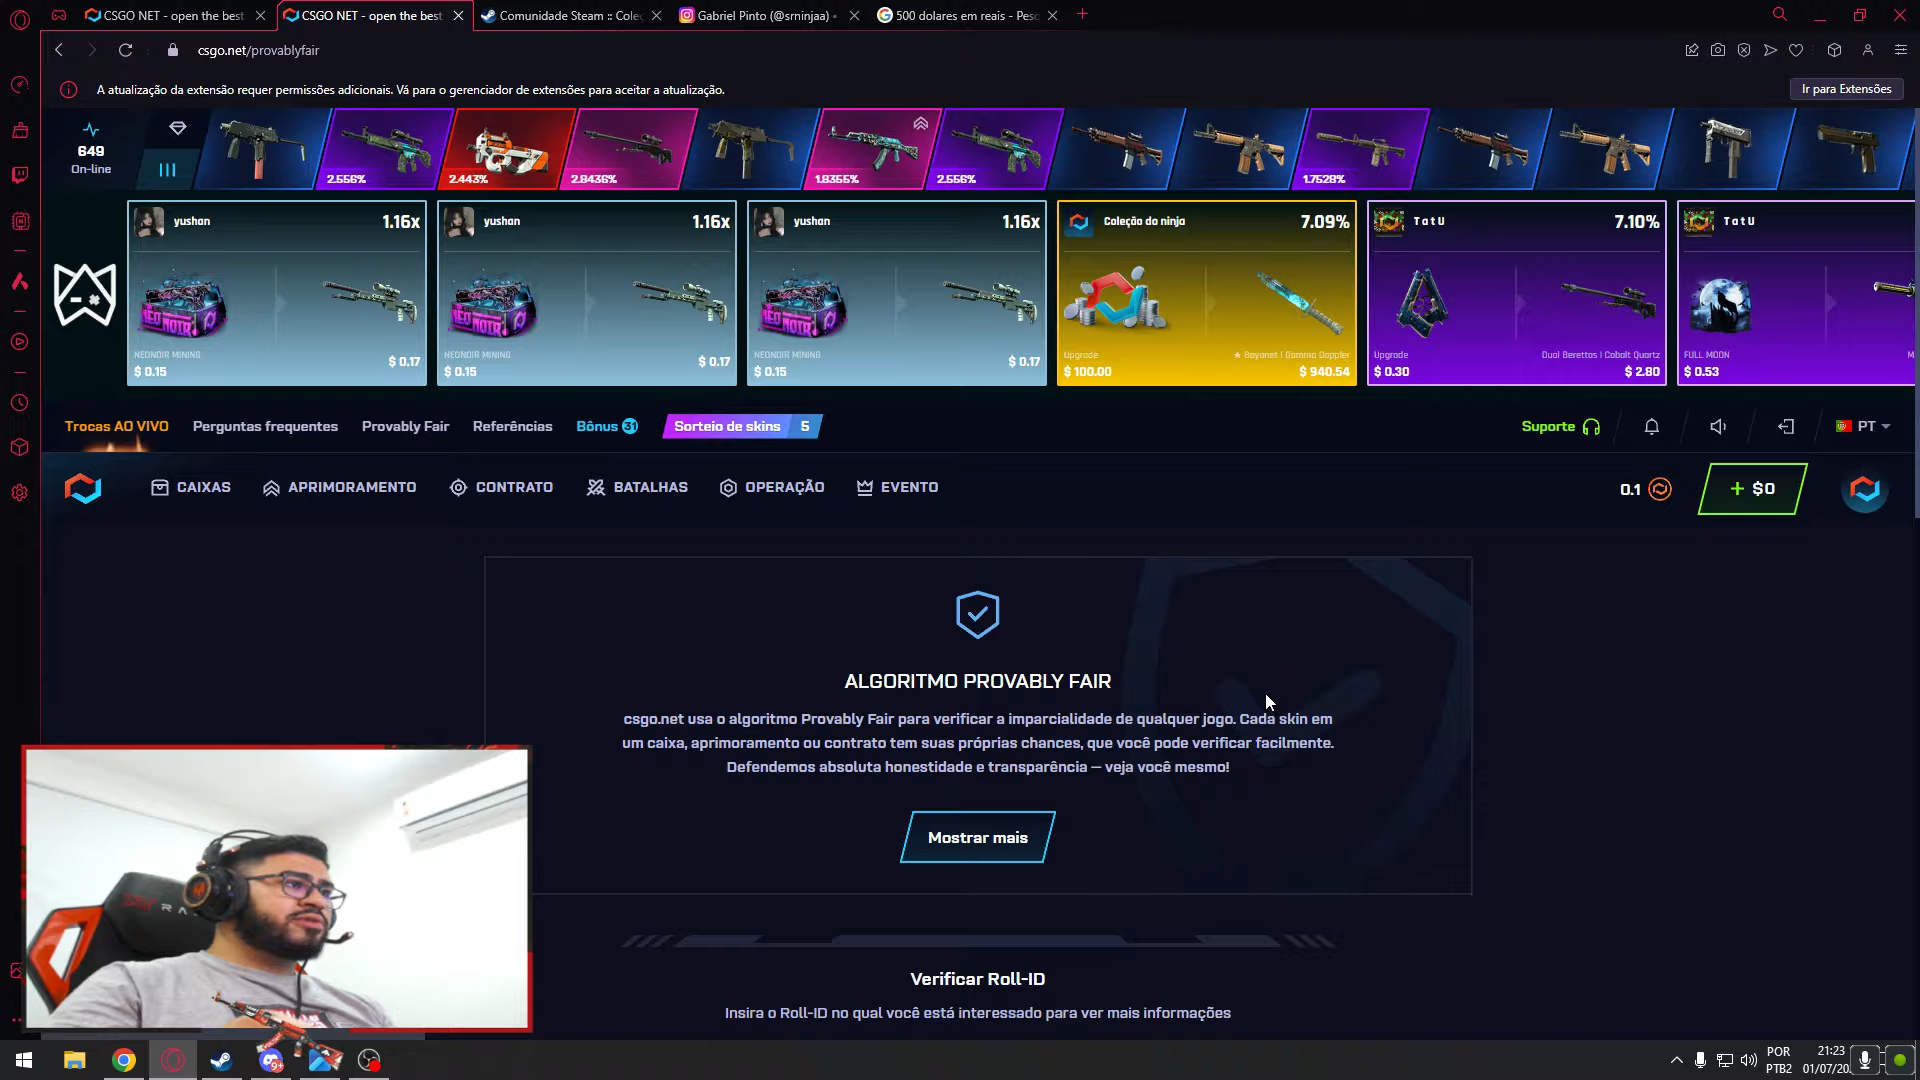 CSGO NET - open the best
CSGO NET - open the best
Comunidade Steam :: Cole
Gabriel Pinto (@srninjaa) •
500 dolares em reais - Pes
csgo.net/provablyfair
A atualização da extensão requer permissões adicionais. Vá para o gerenciador de extensões para aceitar a atualização.
Ir para Extensões
649
On-line
2.556%
2.443%
2.8436%
1.8355%
2.556%
1.7528%
yushan 1.16x
NEONOIR MINING
$ 0.15
$ 0.17
yushan 1.16x
NEONOIR MINING
$ 0.15
$ 0.17
yushan 1.16x
NEONOIR MINING
$ 0.15
$ 0.17
Coleção do ninja 7.09%
Upgrade
★ Bayonet | Gamma Doppler
$ 100.00
$ 940.54
TatU 7.10%
Upgrade
Dual Berettas | Cobalt Quartz
$ 0.30
$ 2.80
TatU
FULL MOON
$ 0.53
Trocas AO VIVO
Perguntas frequentes
Provably Fair
Referências
Bônus 31
Sorteio de skins 5
Suporte
PT
CAIXAS
APRIMORAMENTO
CONTRATO
BATALHAS
OPERAÇÃO
EVENTO
0.1
+ $0
ALGORITMO PROVABLY FAIR
csgo.net usa o algoritmo Provably Fair para verificar a imparcialidade de qualquer jogo. Cada skin em
um caixa, aprimoramento ou contrato tem suas próprias chances, que você pode verificar facilmente.
Defendemos absoluta honestidade e transparência — veja você mesmo!
Mostrar mais
Verificar Roll-ID
Insira o Roll-ID no qual você está interessado para ver mais informações
9+
POR
PTB2
21:23
01/07/20